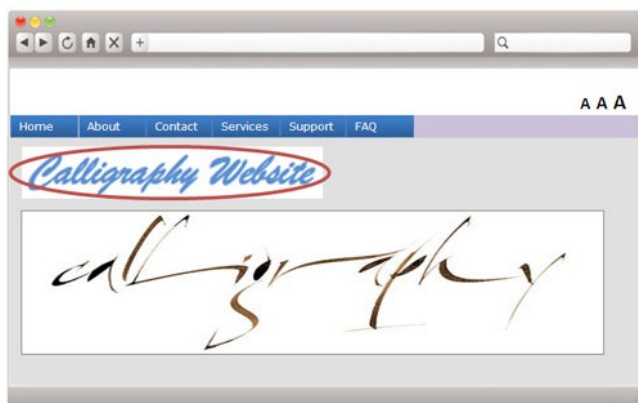 A A A
Home About Contact Services Support FAQ
Calligraphy Website
calligraphy